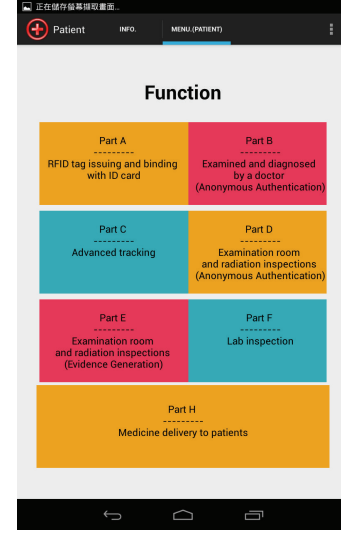 正在儲存螢幕擷取畫面...
Patient
INFO.
MENU.(PATIENT)
Function
Part A
---------
RFID tag issuing and binding
with ID card
Part B
---------
Examined and diagnosed
by a doctor
(Anonymous Authentication)
Part C
---------
Advanced tracking
Part D
---------
Examination room
and radiation inspections
(Anonymous Authentication)
Part E
---------
Examination room
and radiation inspections
(Evidence Generation)
Part F
---------
Lab inspection
Part H
---------
Medicine delivery to patients